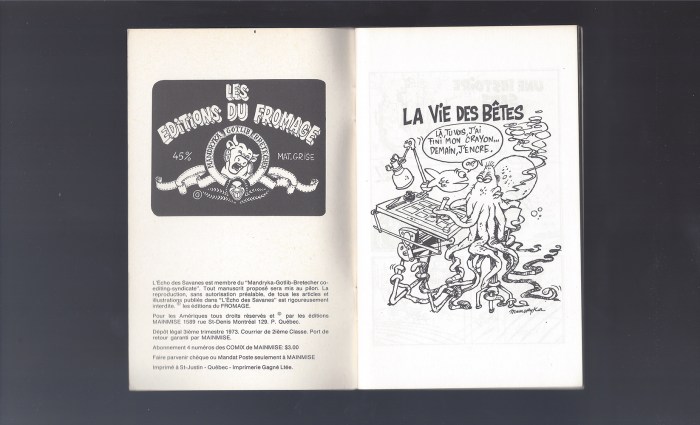 LES
EDITIONS DU FROMAGE
MANDRYKA GOTLIB BRETECHER
45%
MAT.GRISE
L'Écho des Savanes est membre du "Mandryka-Gotlib-Bretecher co-
editing-syndicate". Tout manuscrit proposé sera mis au pilon. La
reproduction, sans autorisation préalable, de tous les articles et
illustrations publiés dans "L'Écho des Savanes" est rigoureusement
interdite. © les éditions du FROMAGE.
Pour les Amériques tous droits réservés et © par les éditions
MAINMISE 1589 rue St-Denis Montréal 129. P. Québec.
Dépôt légal 3ième trimestre 1973. Courrier de 2ième Classe. Port de
retour garanti par MAINMISE.
Abonnement 4 numéros des COMIX de MAINMISE: $3.00
Faire parvenir chèque ou Mandat Poste seulement à MAINMISE
Imprimé à St-Justin - Québec - Imprimerie Gagné Ltée.
LA VIE DES BÊTES
LÀ, TU VOIS, J'AI
FINI MON CRAYON...
DEMAIN, J'ENCRE.
mandryka